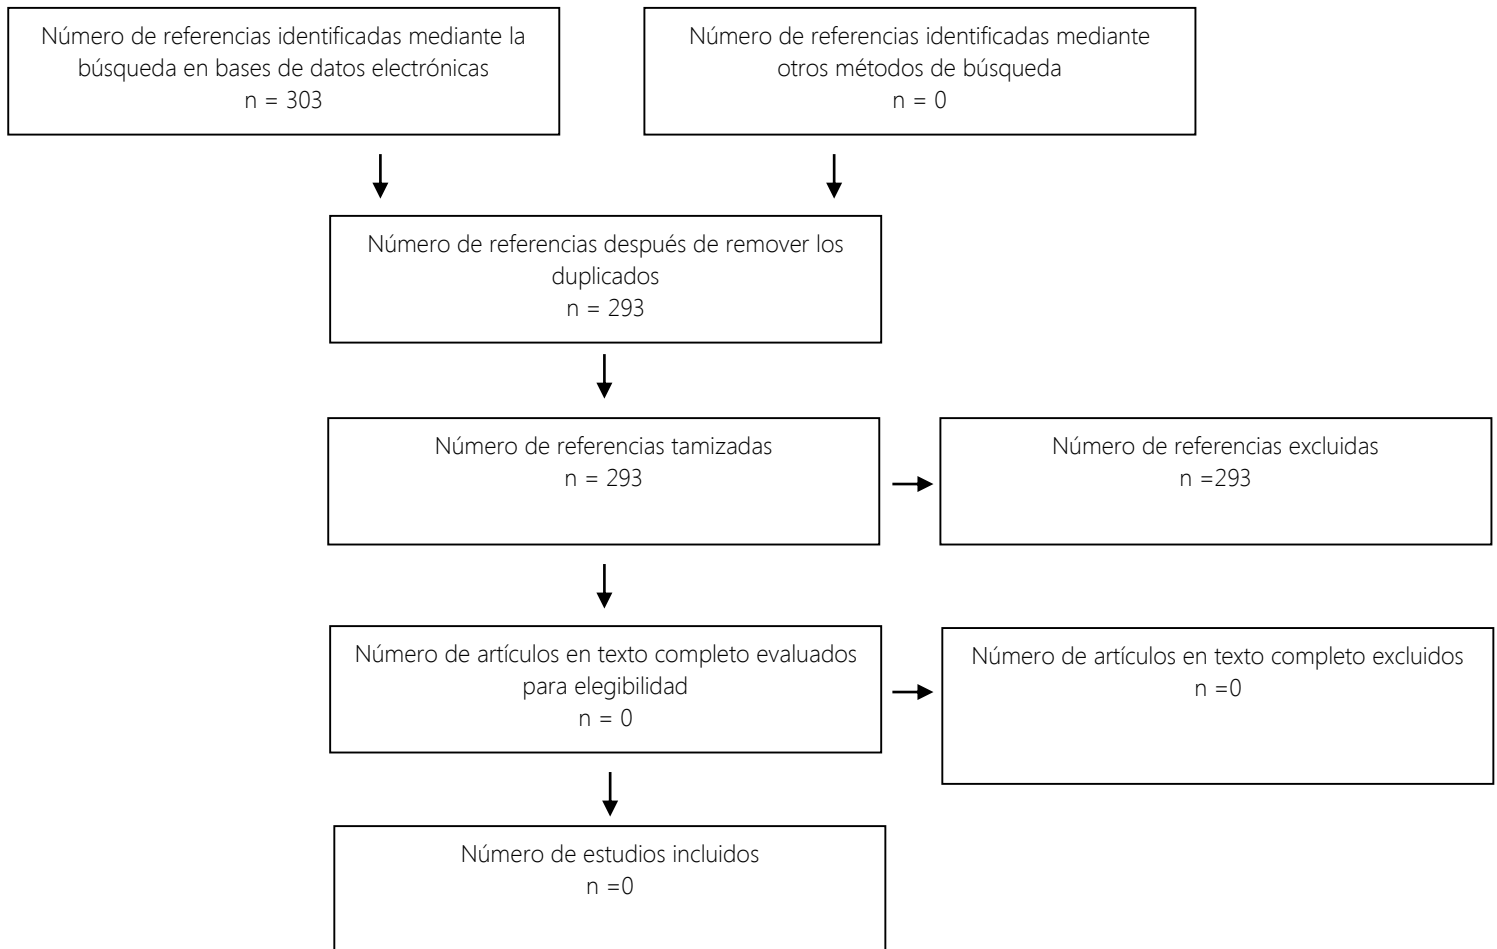 Número de referencias identificadas mediante la
búsqueda en bases de datos electrónicas
n = 303
Número de referencias identificadas mediante
otros métodos de búsqueda
n = 0
Número de referencias después de remover los
duplicados
n = 293
Número de referencias tamizadas
n = 293
Número de referencias excluidas
n =293
Número de artículos en texto completo evaluados
para elegibilidad
n = 0
Número de artículos en texto completo excluidos
n =0
Número de estudios incluidos
n =0